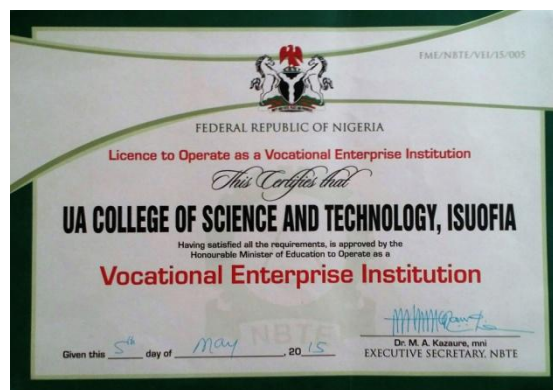 FME/NBTE/VEI/15/005
FEDERAL REPUBLIC OF NIGERIA
Licence to Operate as a Vocational Enterprise Institution
This Certifies that
UA COLLEGE OF SCIENCE AND TECHNOLOGY, ISUOFIA
Having satisfied all the requirements, is approved by the
Honourable Minister of Education to Operate as a
Vocational Enterprise Institution
NBTE
Given this 5th day of May, 2015
Dr. M. A. Kazaure, mni
EXECUTIVE SECRETARY, NBTE